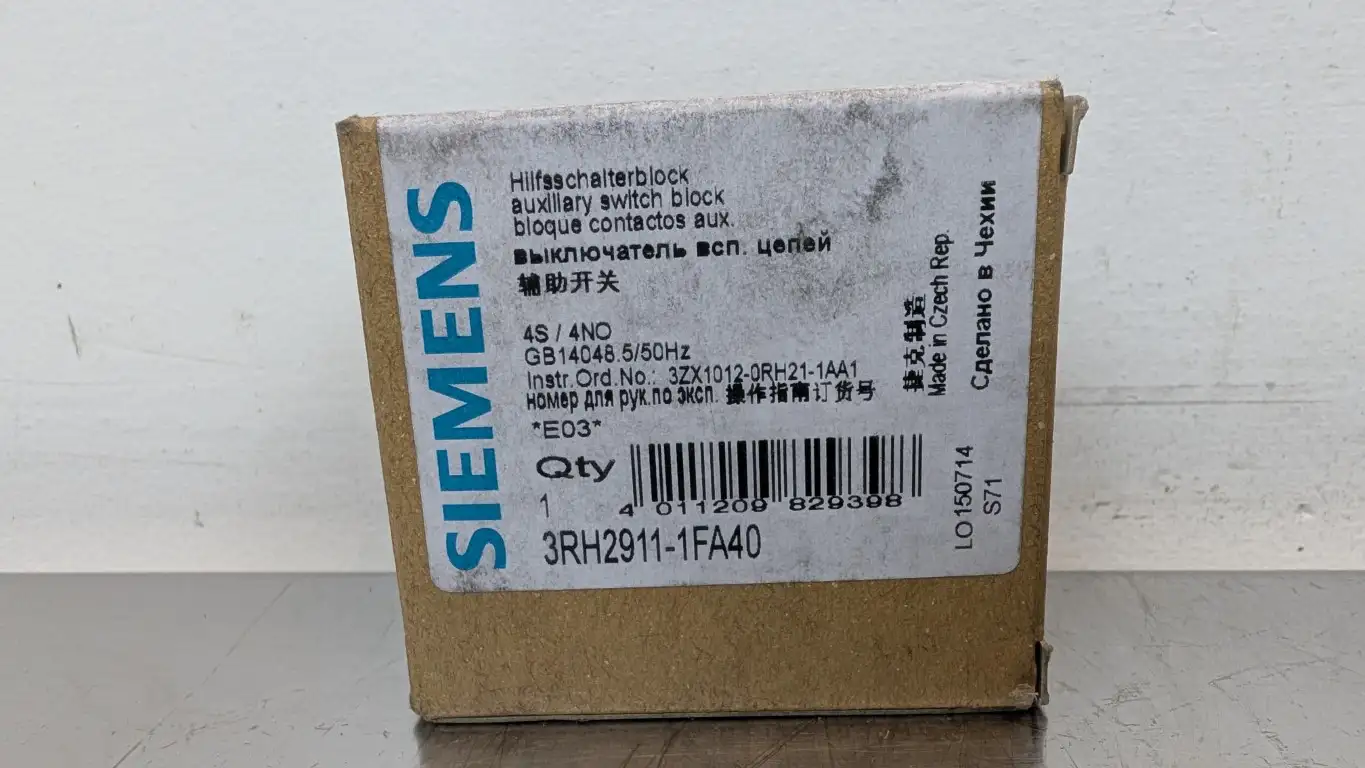 SIEMENS
Hilfsschalterblock
auxiliary switch block
bloque contactos aux.
выключатель всп. цепей
辅助开关
4S / 4NO
GB14048.5/50Hz
Instr.Ord.No.: 3ZX1012-0RH21-1AA1
номер для рук.по эксп. 操作指南订货号
*E03*
Qty
1
4 011209 829398
3RH2911-1FA40
捷克制造
Made in Czech Rep.
Сделано в Чехии
LO150714
S71